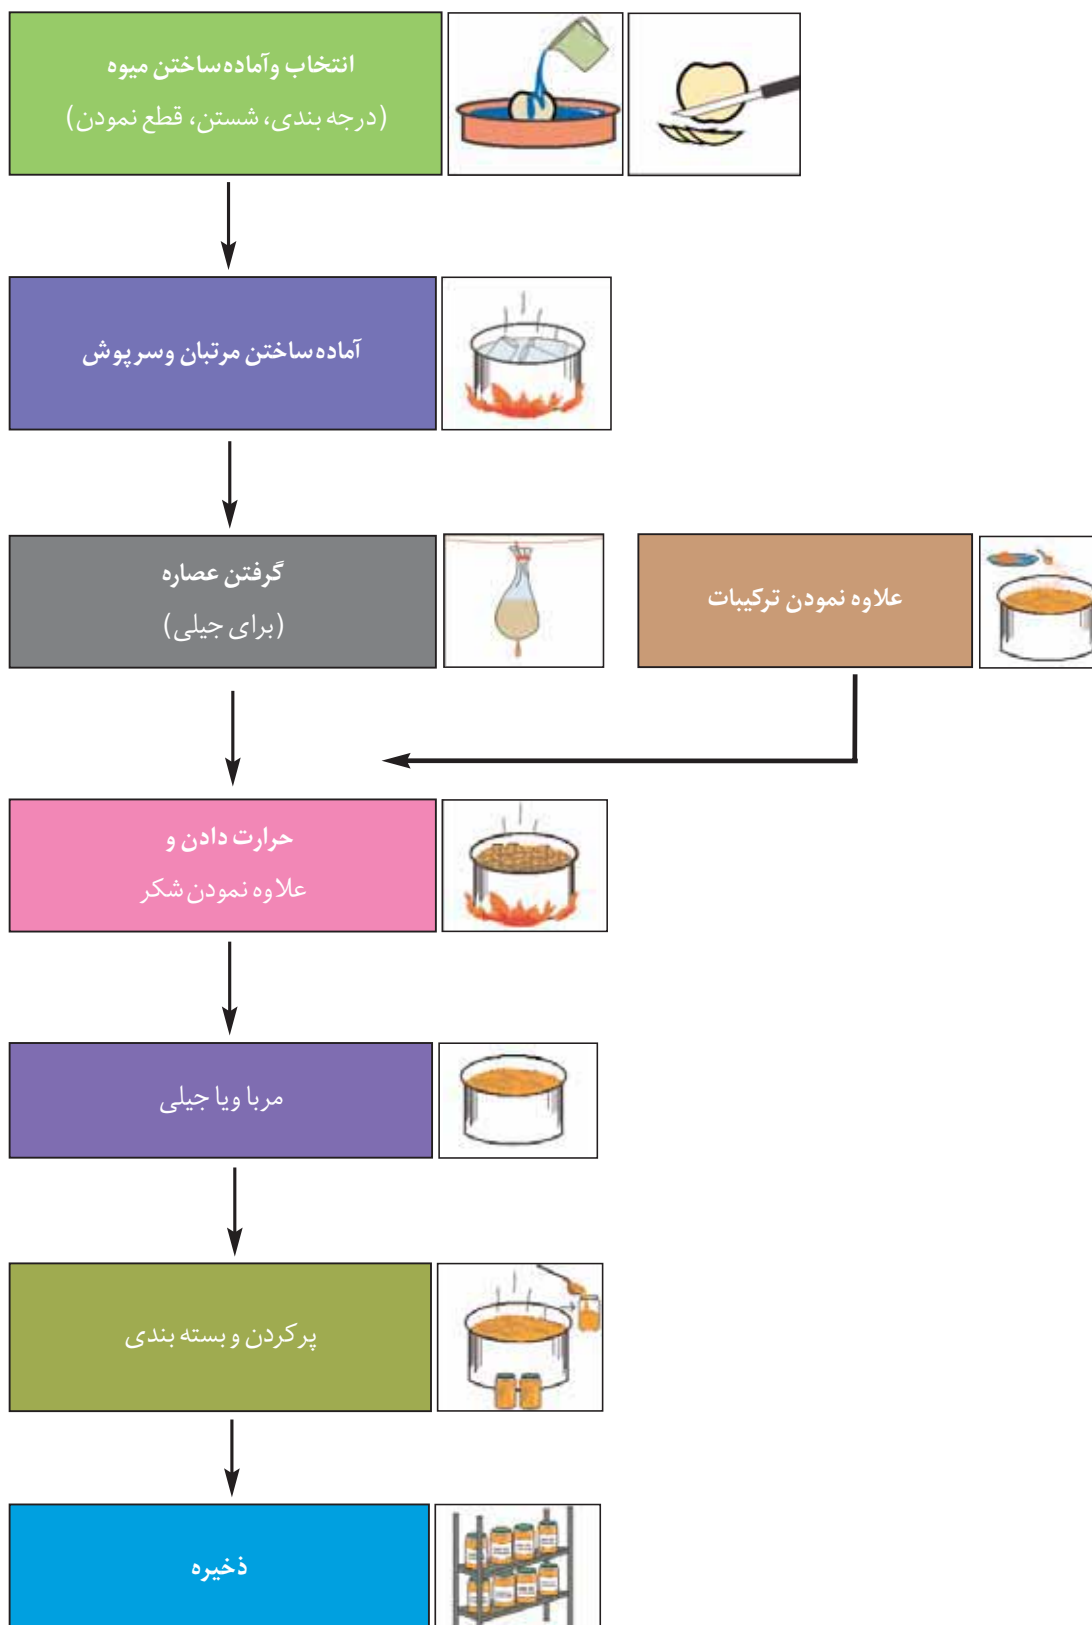 انتخاب وآماده ساختن میوه
(درجه بندی، شستن، قطع نمودن)
آماده ساختن مرتبان وسرپوش
گرفتن عصاره
(برای جیلی)
علاوه نمودن ترکیبات
حرارت دادن و
علاوه نمودن شکر
مربا ویا جیلی
پرکردن و بسته بندی
ذخیره